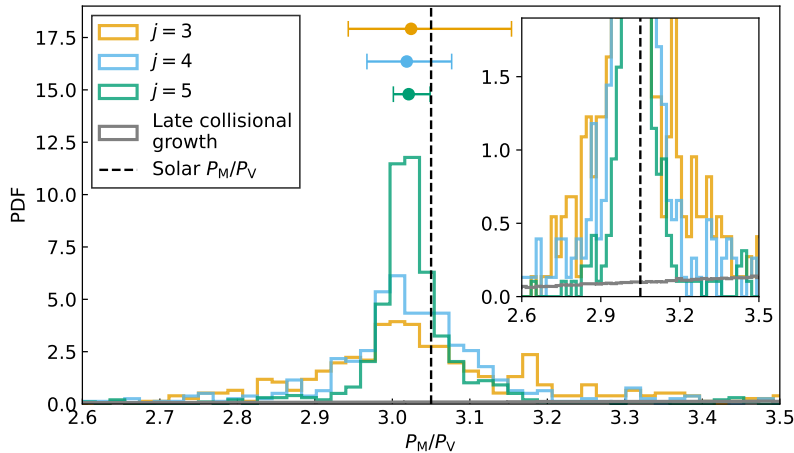 17.5
15.0
12.5
10.0
7.5
5.0
2.5
0.0
PDF
j = 3
j = 4
j = 5
Late collisional
growth
Solar P_M/P_V
1.5
1.0
0.5
0.0
2.6 2.9 3.2 3.5
2.6 2.7 2.8 2.9 3.0 3.1 3.2 3.3 3.4 3.5
P_M/P_V